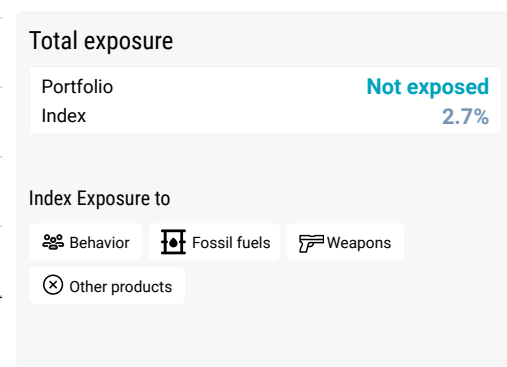 Total exposure
Portfolio Not exposed
Index 2.7%
Index Exposure to
Behavior Fossil fuels Weapons
Other products